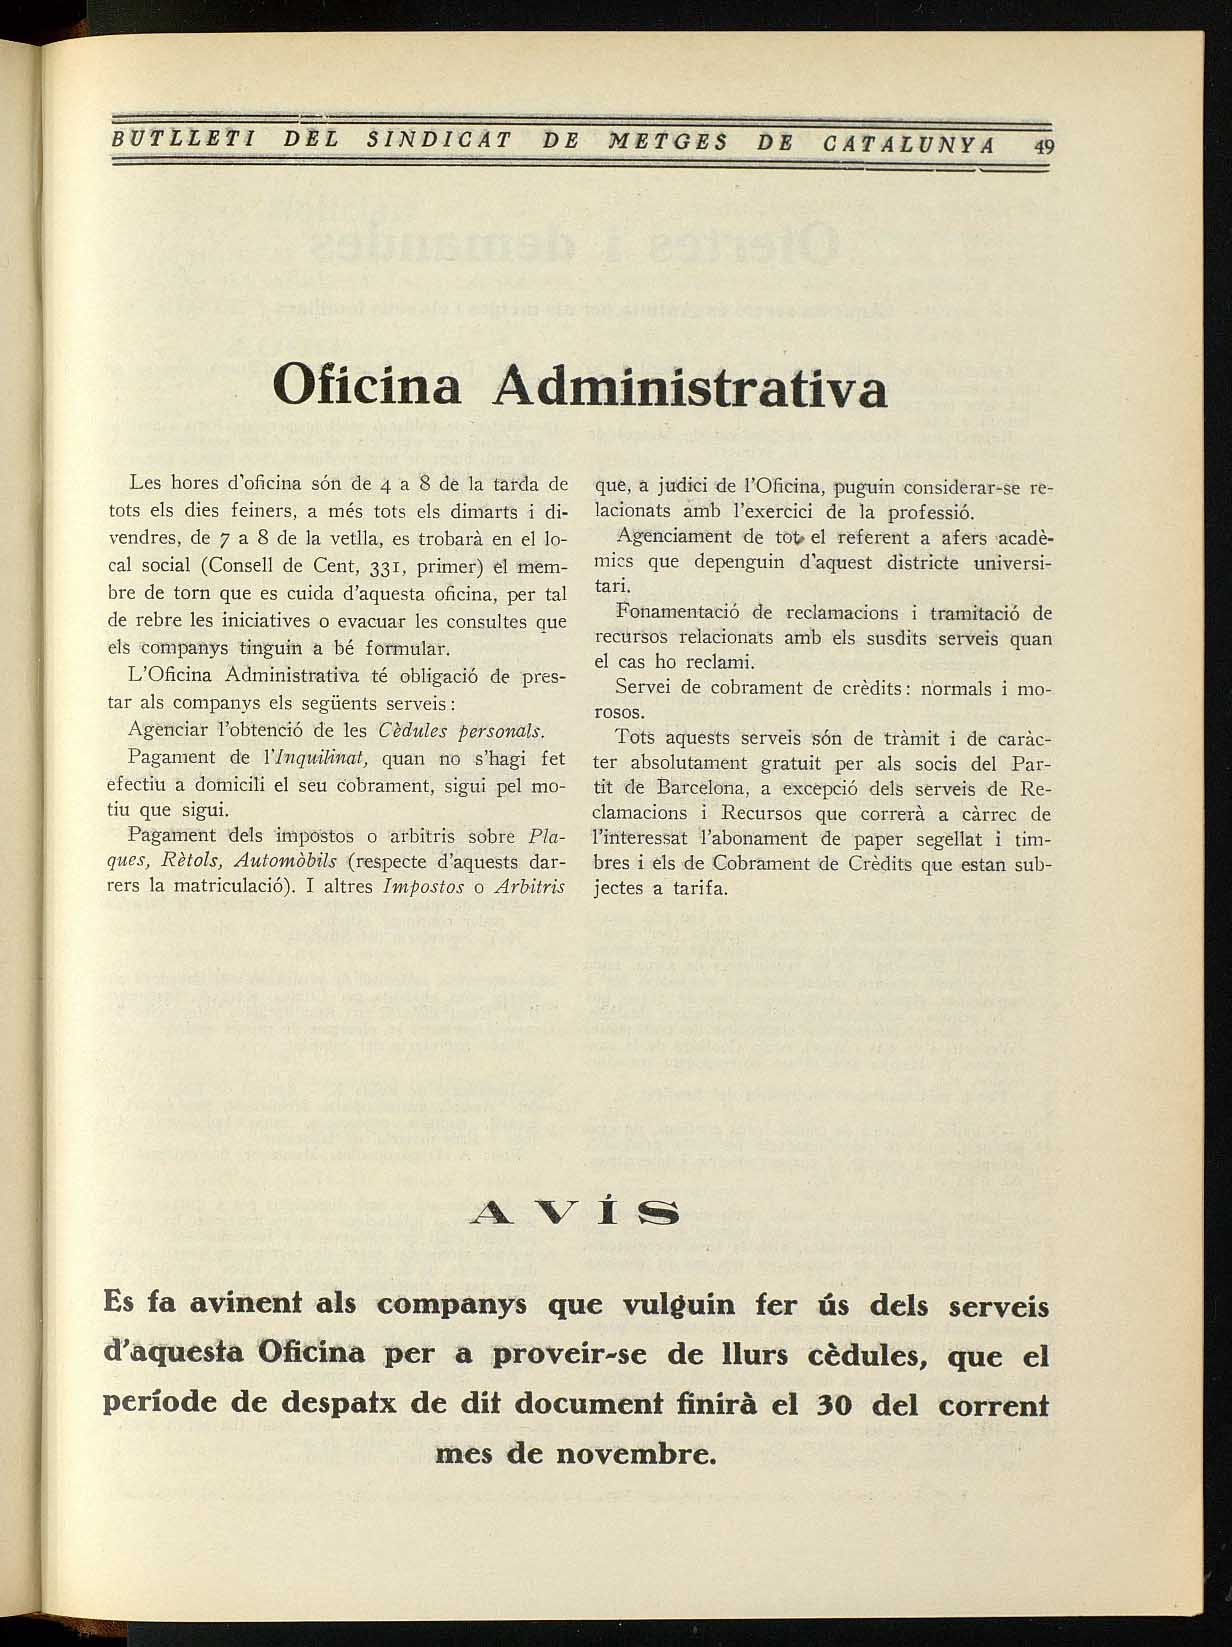 BUTLLETI DEL SINDICAT DE METGES DE CATALUNYA 49
Oficina Administrativa
Les hores d'oficina són de 4 a 8 de la tarda de
tots els dies feiners, a més tots els dimarts i di-
vendres, de 7 a 8 de la vetlla, es trobarà en el lo-
cal social (Consell de Cent, 331, primer) el mem-
bre de torn que es cuida d'aquesta oficina, per tal
de rebre les iniciatives o evacuar les consultes que
els companys tinguin a bé formular.
L'Oficina Administrativa té obligació de pres-
tar als companys els següents serveis:
Agenciar l'obtenció de les Cèdules personals.
Pagament de l'Inquilinat, quan no s'hagi fet
efectiu a domicili el seu cobrament, sigui pel mo-
tiu que sigui.
Pagament dels impostos o arbitris sobre Pla-
ques, Rètols, Automòbils (respecte d'aquests dar-
rers la matriculació). I altres Impostos o Arbitris
que, a judici de l'Oficina, puguin considerar-se re-
lacionats amb l'exercici de la professió.
Agenciament de tot el referent a afers acadè-
mics que depenguin d'aquest districte universi-
tari.
Fonamentació de reclamacions i tramitació de
recursos relacionats amb els susdits serveis quan
el cas ho reclami.
Servei de cobrament de crèdits: normals i mo-
rosos.
Tots aquests serveis són de tràmit i de caràc-
ter absolutament gratuit per als socis del Par-
tit de Barcelona, a excepció dels serveis de Re-
clamacions i Recursos que correrà a càrrec de
l'interessat l'abonament de paper segellat i tim-
bres i els de Cobrament de Crèdits que estan sub-
jectes a tarifa.
AVÍS
Es fa avinent als companys que vulguin fer ús dels serveis
d'aquesta Oficina per a proveir-se de llurs cèdules, que el
període de despatx de dit document finirà el 30 del corrent
mes de novembre.